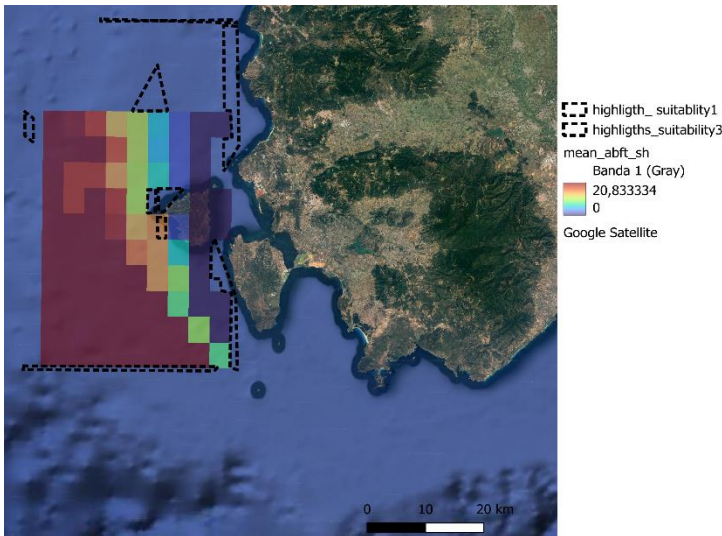 highligth_ suitablity1
highligths_suitability3
mean_abft_sh
Banda 1 (Gray)
20,833334
0
Google Satellite
0 10 20 km